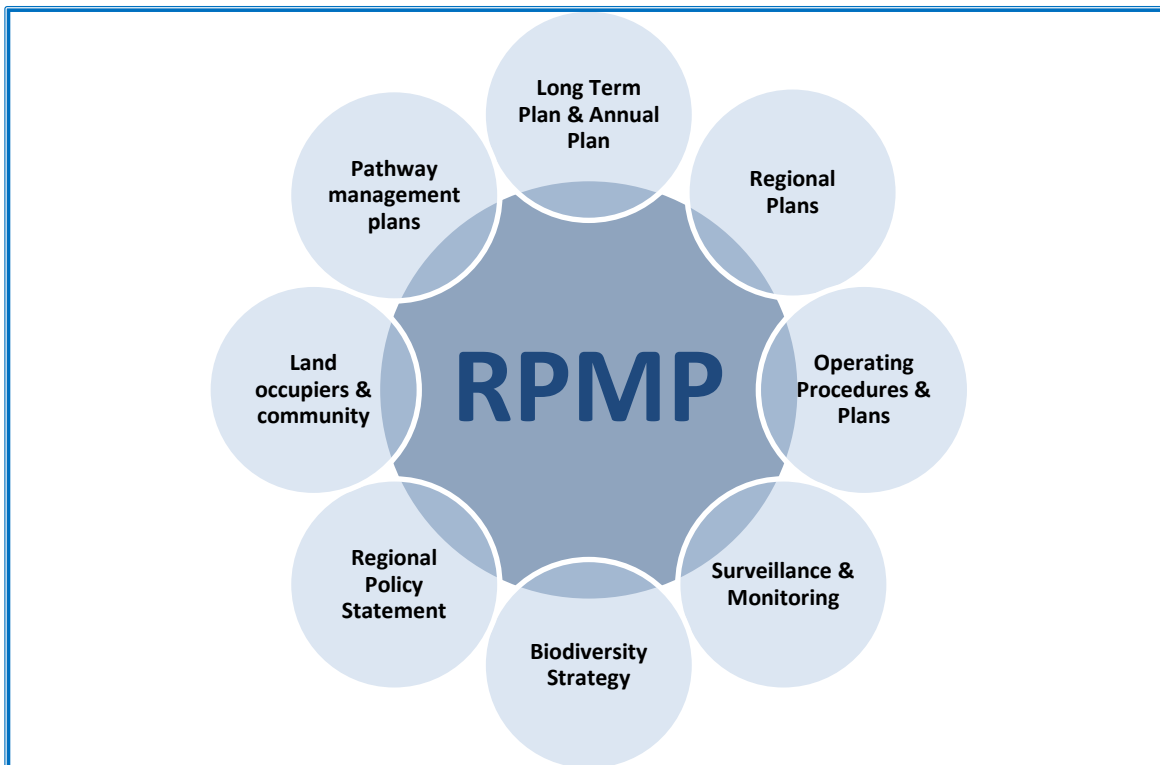 Long Term
Plan & Annual
Plan
Regional
Plans
Operating
Procedures &
Plans
Surveillance &
Monitoring
Biodiversity
Strategy
Regional
Policy
Statement
Land
occupiers &
community
Pathway
management
plans
RPMP